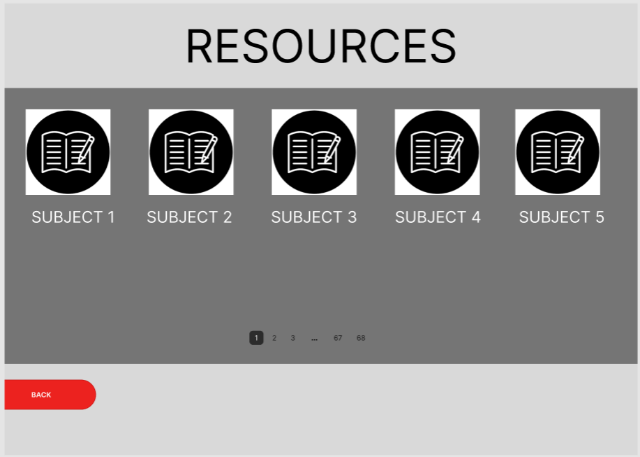 RESOURCES
SUBJECT 1 SUBJECT 2 SUBJECT 3 SUBJECT 4 SUBJECT 5
1 2 3 ... 67 68
BACK